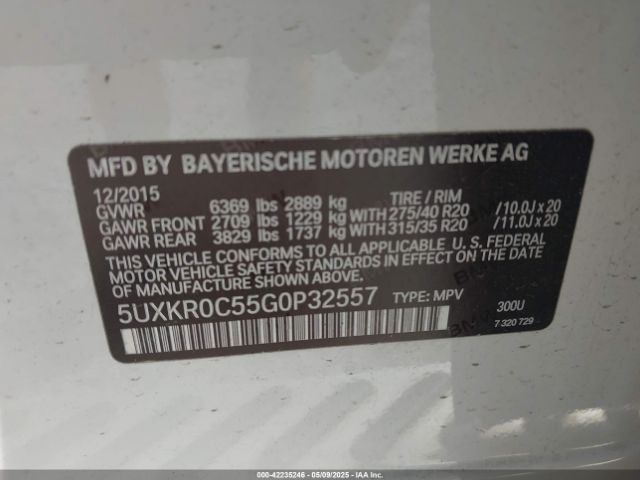 MFD BY BAYERISCHE MOTOREN WERKE AG
12/2015 TIRE / RIM
GVWR 6369 lbs 2889 kg
GAWR FRONT 2709 lbs 1229 kg WITH 275/40 R20 /10.0J x 20
GAWR REAR 3829 lbs 1737 kg WITH 315/35 R20 /11.0J x 20
THIS VEHICLE CONFORMS TO ALL APPLICABLE U. S. FEDERAL
MOTOR VEHICLE SAFETY STANDARDS IN EFFECT ON THE DATE
OF MANUFACTURE SHOWN ABOVE.
5UXKR0C55G0P32557 TYPE: MPV 300U
7 320 729
000-42235246 - 05/09/2025 - IAAI.COM